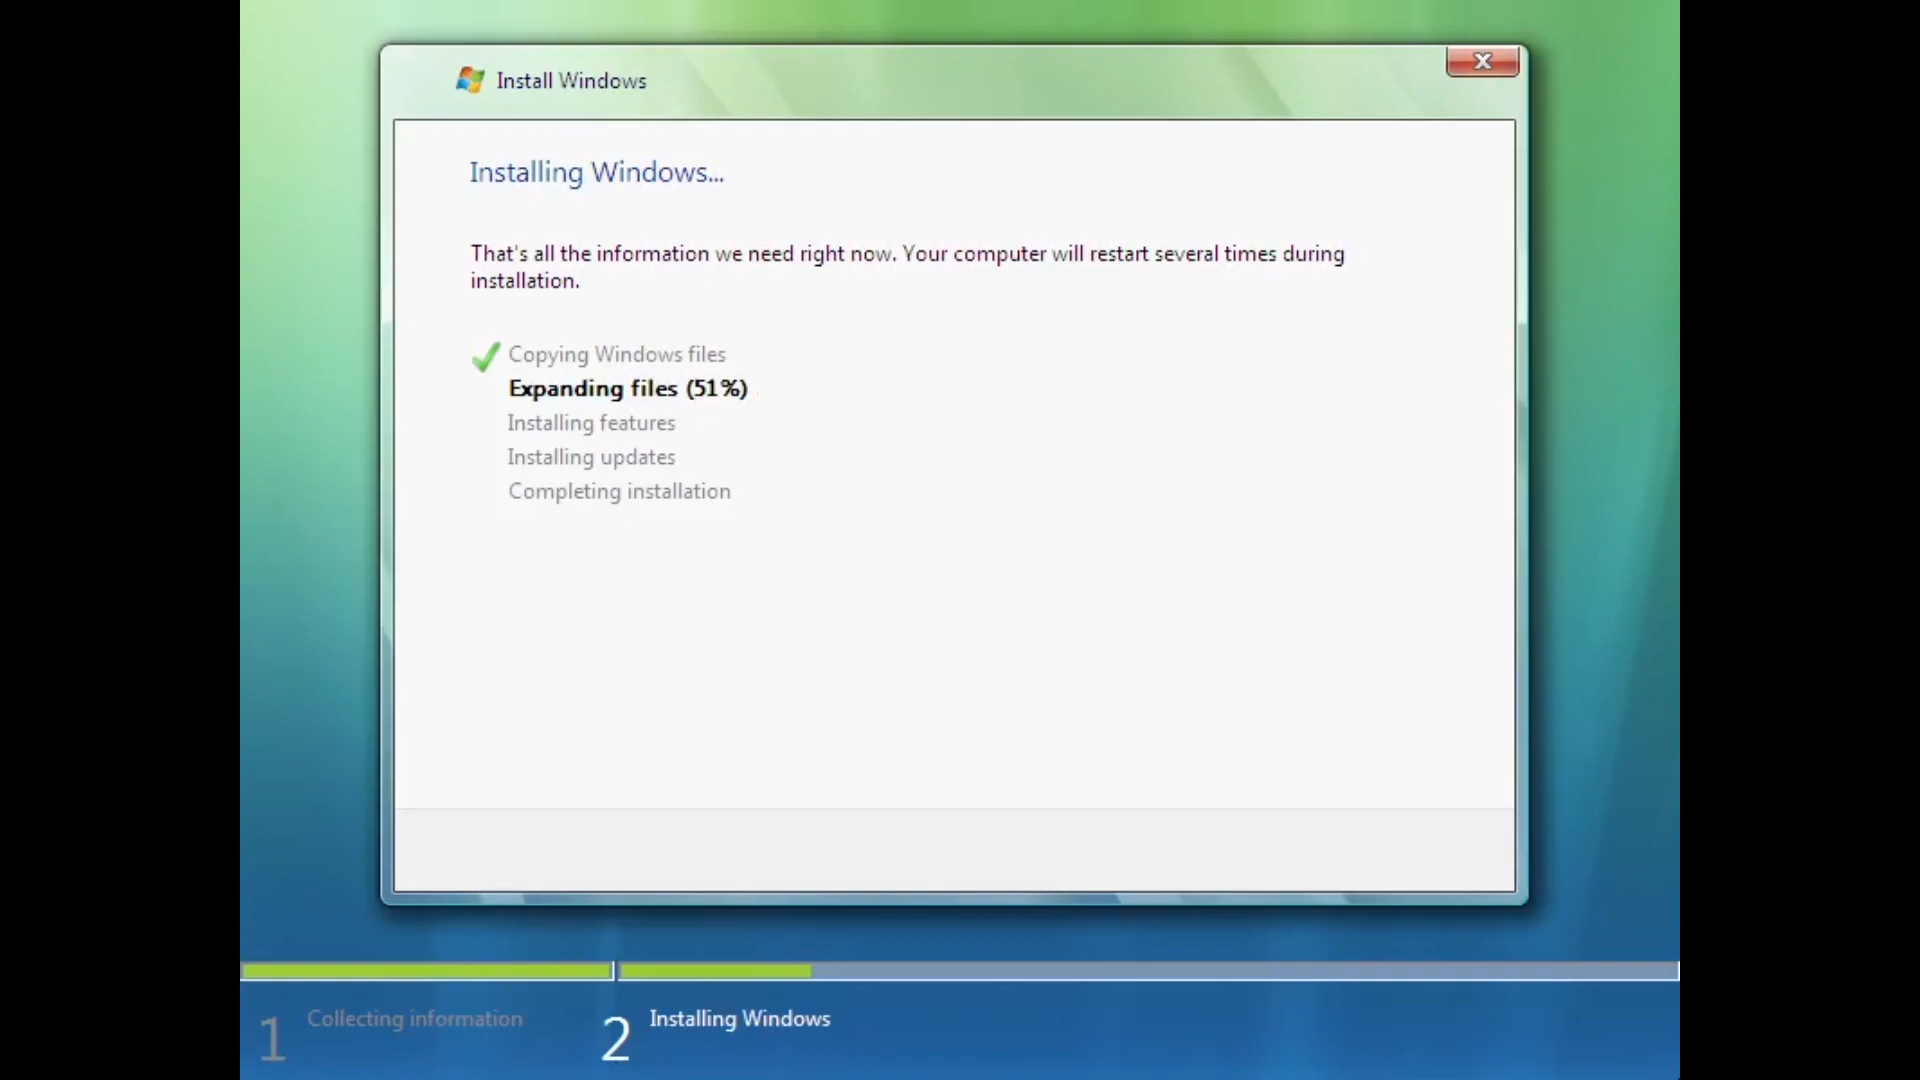 Install Windows
X
Installing Windows...
That's all the information we need right now. Your computer will restart several times during
installation.
Copying Windows files
Expanding files (51%)
Installing features
Installing updates
Completing installation
1 Collecting information
2 Installing Windows